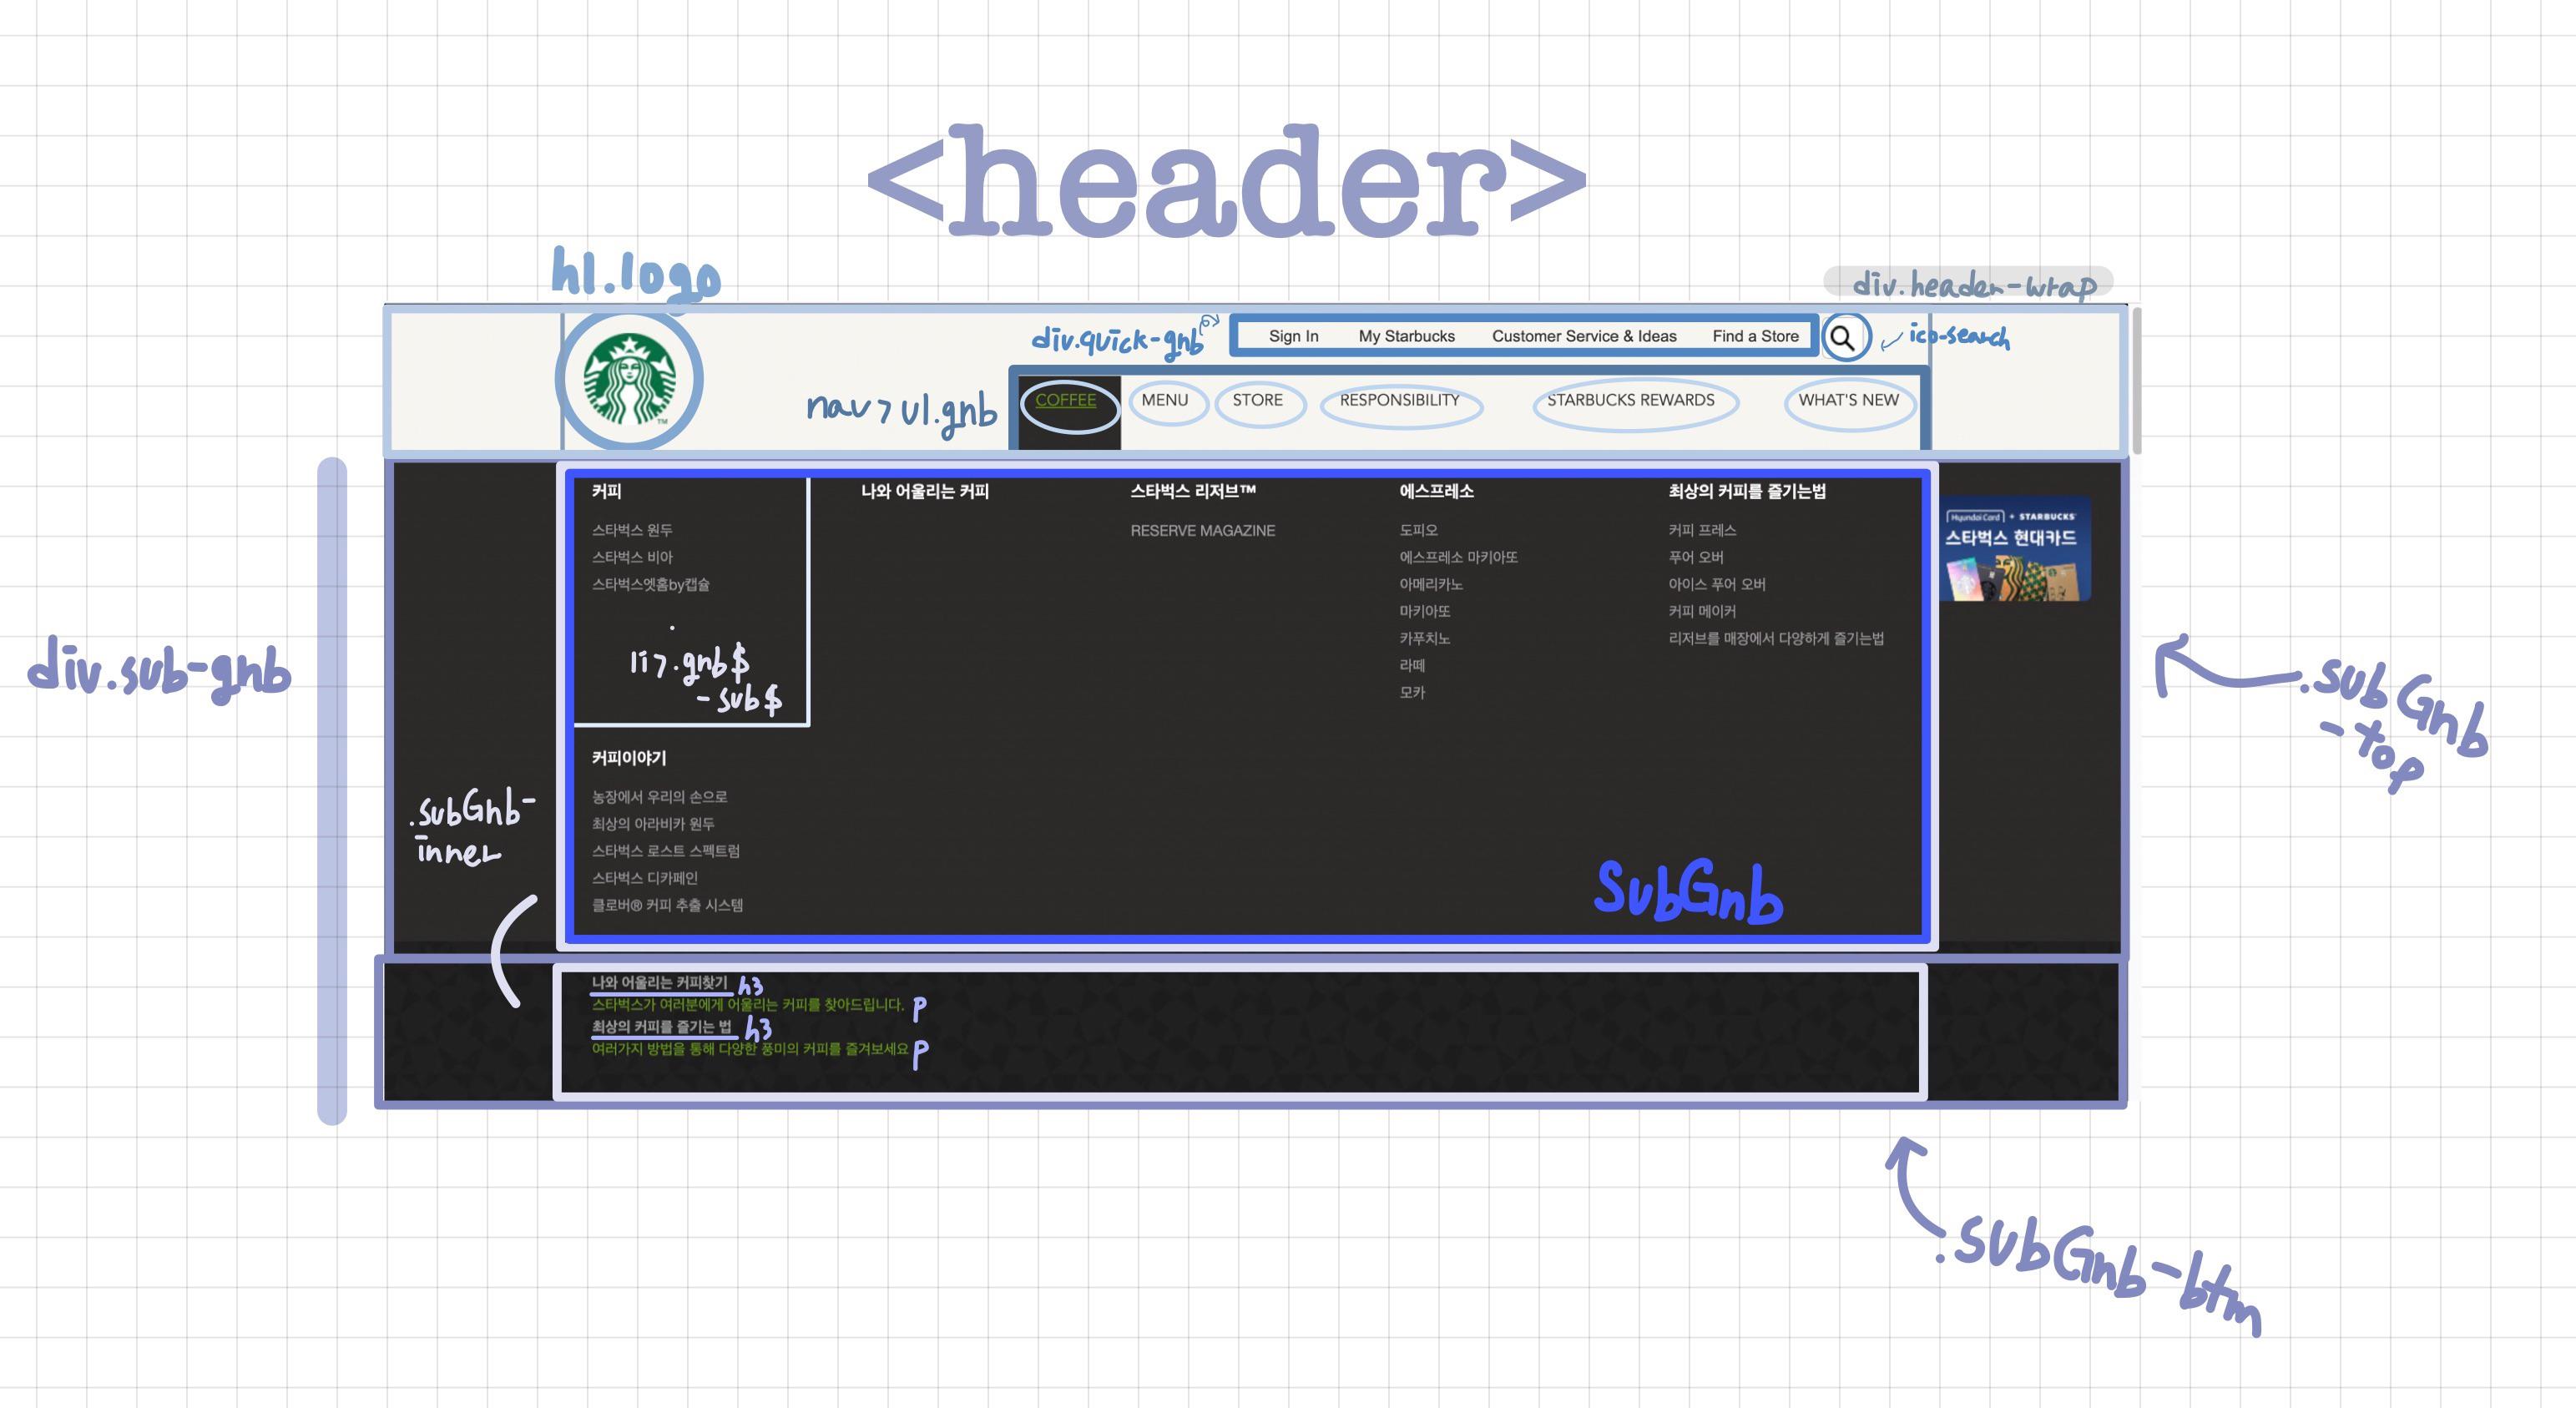 <header>
h1.logo
div.header-wrap
div.quick-gnb
Sign In My Starbucks Customer Service & Ideas Find a Store
ico-search
nav > ul.gnb
COFFEE MENU STORE RESPONSIBILITY STARBUCKS REWARDS WHAT'S NEW
TM
div.sub-gnb
커피
스타벅스 원두
스타벅스 비아
스타벅스엣홈by캡슐
li>.gnb$
-sub$
나와 어울리는 커피
스타벅스 리저브™
RESERVE MAGAZINE
에스프레소
도피오
에스프레소 마키아또
아메리카노
마키아또
카푸치노
라떼
모카
최상의 커피를 즐기는법
커피 프레스
푸어 오버
아이스 푸어 오버
커피 메이커
리저브를 매장에서 다양하게 즐기는법
HyundaiCard + STARBUCKS
스타벅스 현대카드
.subGnb
-top
커피이야기
농장에서 우리의 손으로
최상의 아라비카 원두
스타벅스 로스트 스펙트럼
스타벅스 디카페인
클로버® 커피 추출 시스템
.subGnb-
inner
SubGnb
나와 어울리는 커피찾기 h3
스타벅스가 여러분에게 어울리는 커피를 찾아드립니다. p
최상의 커피를 즐기는 법 h3
여러가지 방법을 통해 다양한 풍미의 커피를 즐겨보세요 p
.subGnb-btm